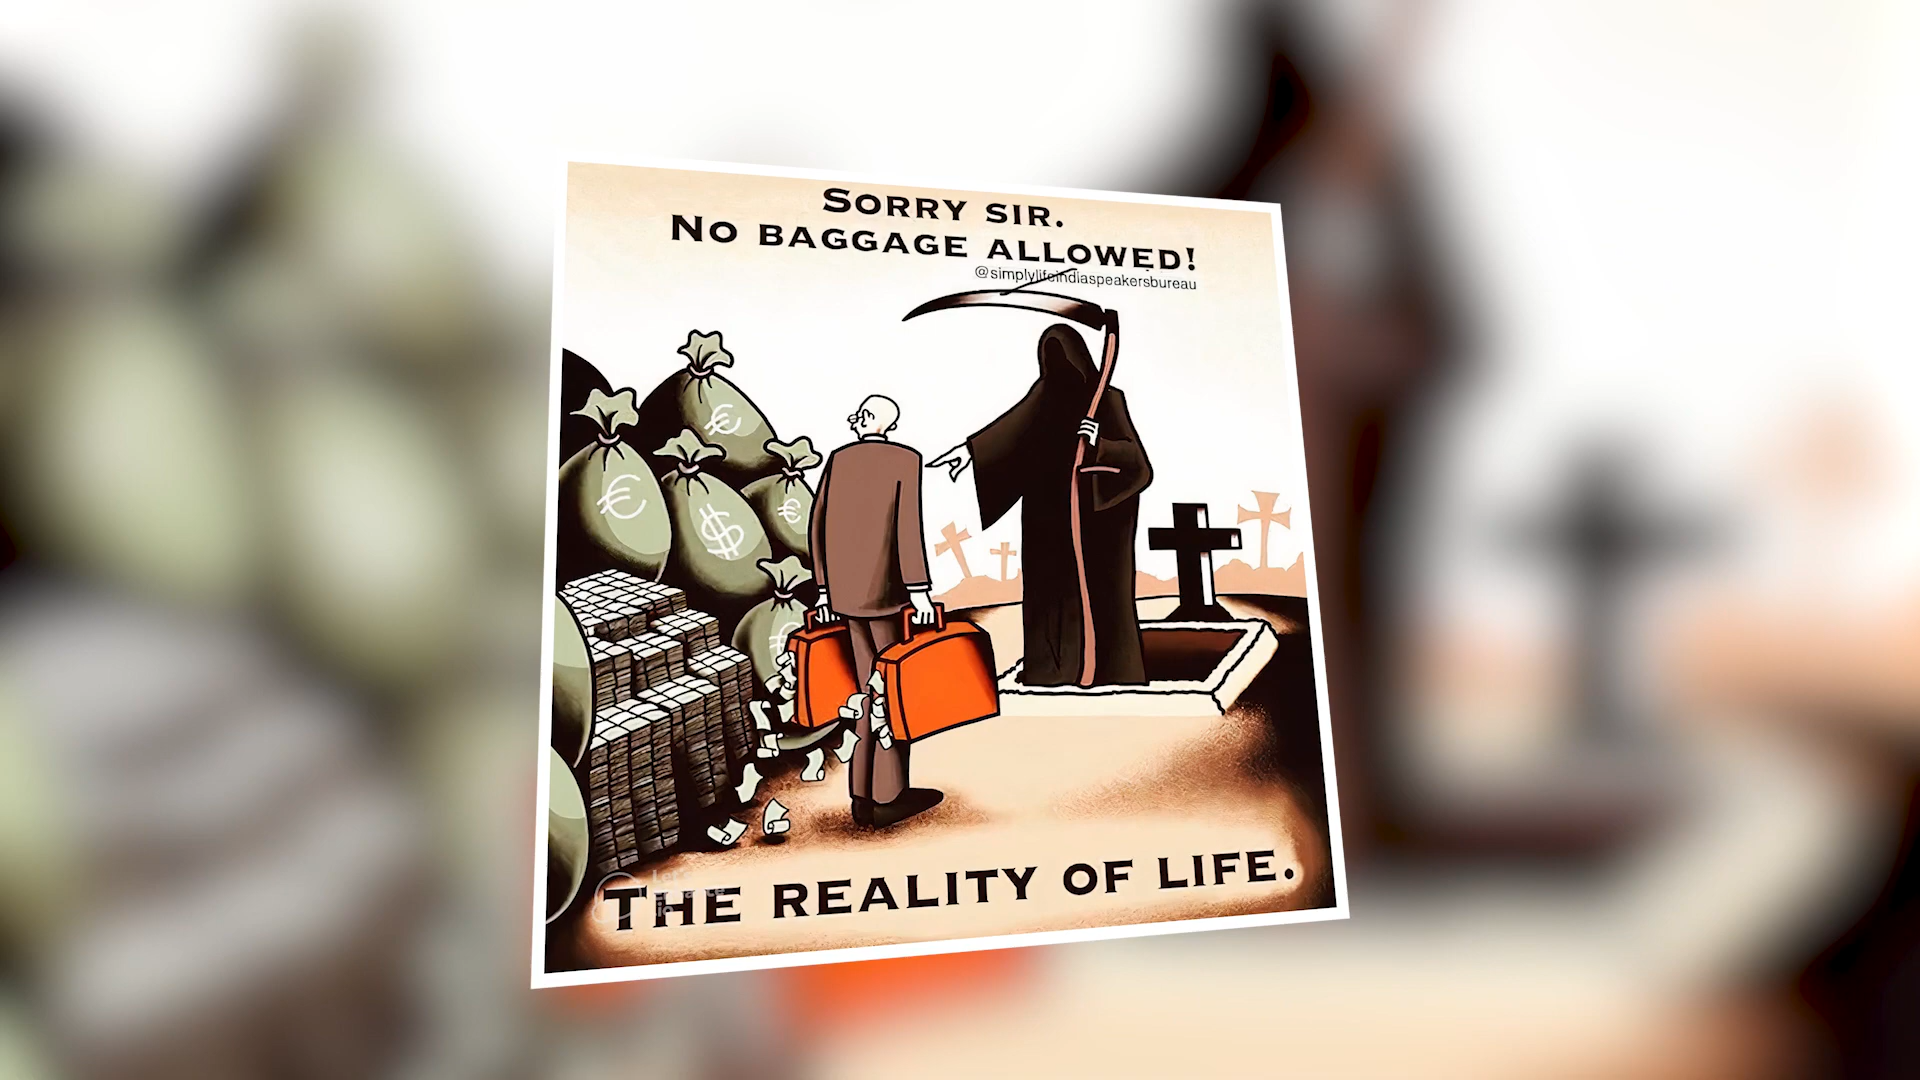 SORRY SIR.
NO BAGGAGE ALLOWED!
@simplylifeindiaspeakersbureau
€
€
$
€
€
THE REALITY OF LIFE.